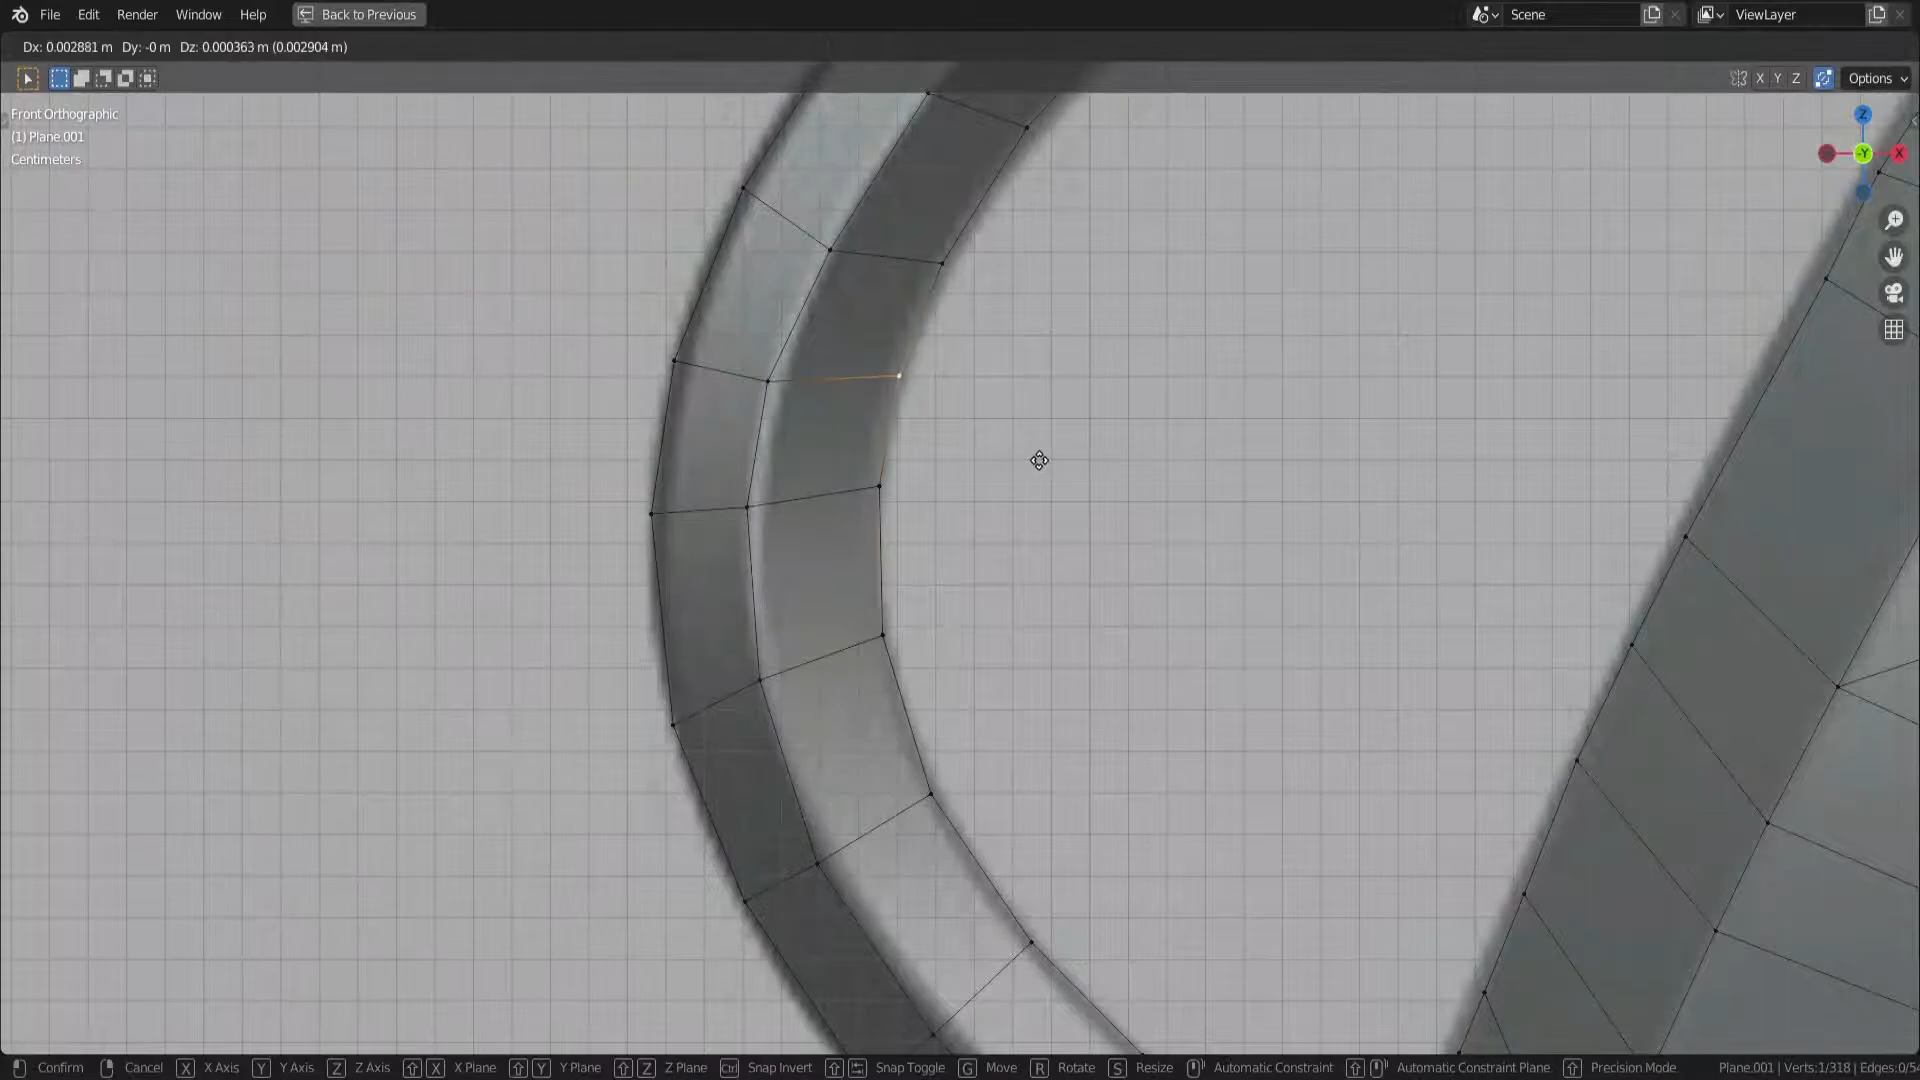 File Edit Render Window Help Back to Previous Scene ViewLayer
Dx: 0.002881 m Dy: -0 m Dz: 0.000363 m (0.002904 m)
X Y Z Options
Front Orthographic
(1) Plane.001
Centimeters
Z
-Y X
Confirm Cancel X X Axis Y Y Axis Z Z Axis X X Plane Y Y Plane Z Z Plane Ctrl Snap Invert Snap Toggle G Move R Rotate S Resize Automatic Constraint Automatic Constraint Plane Precision Mode Plane.001 | Verts:1/318 | Edges:0/54